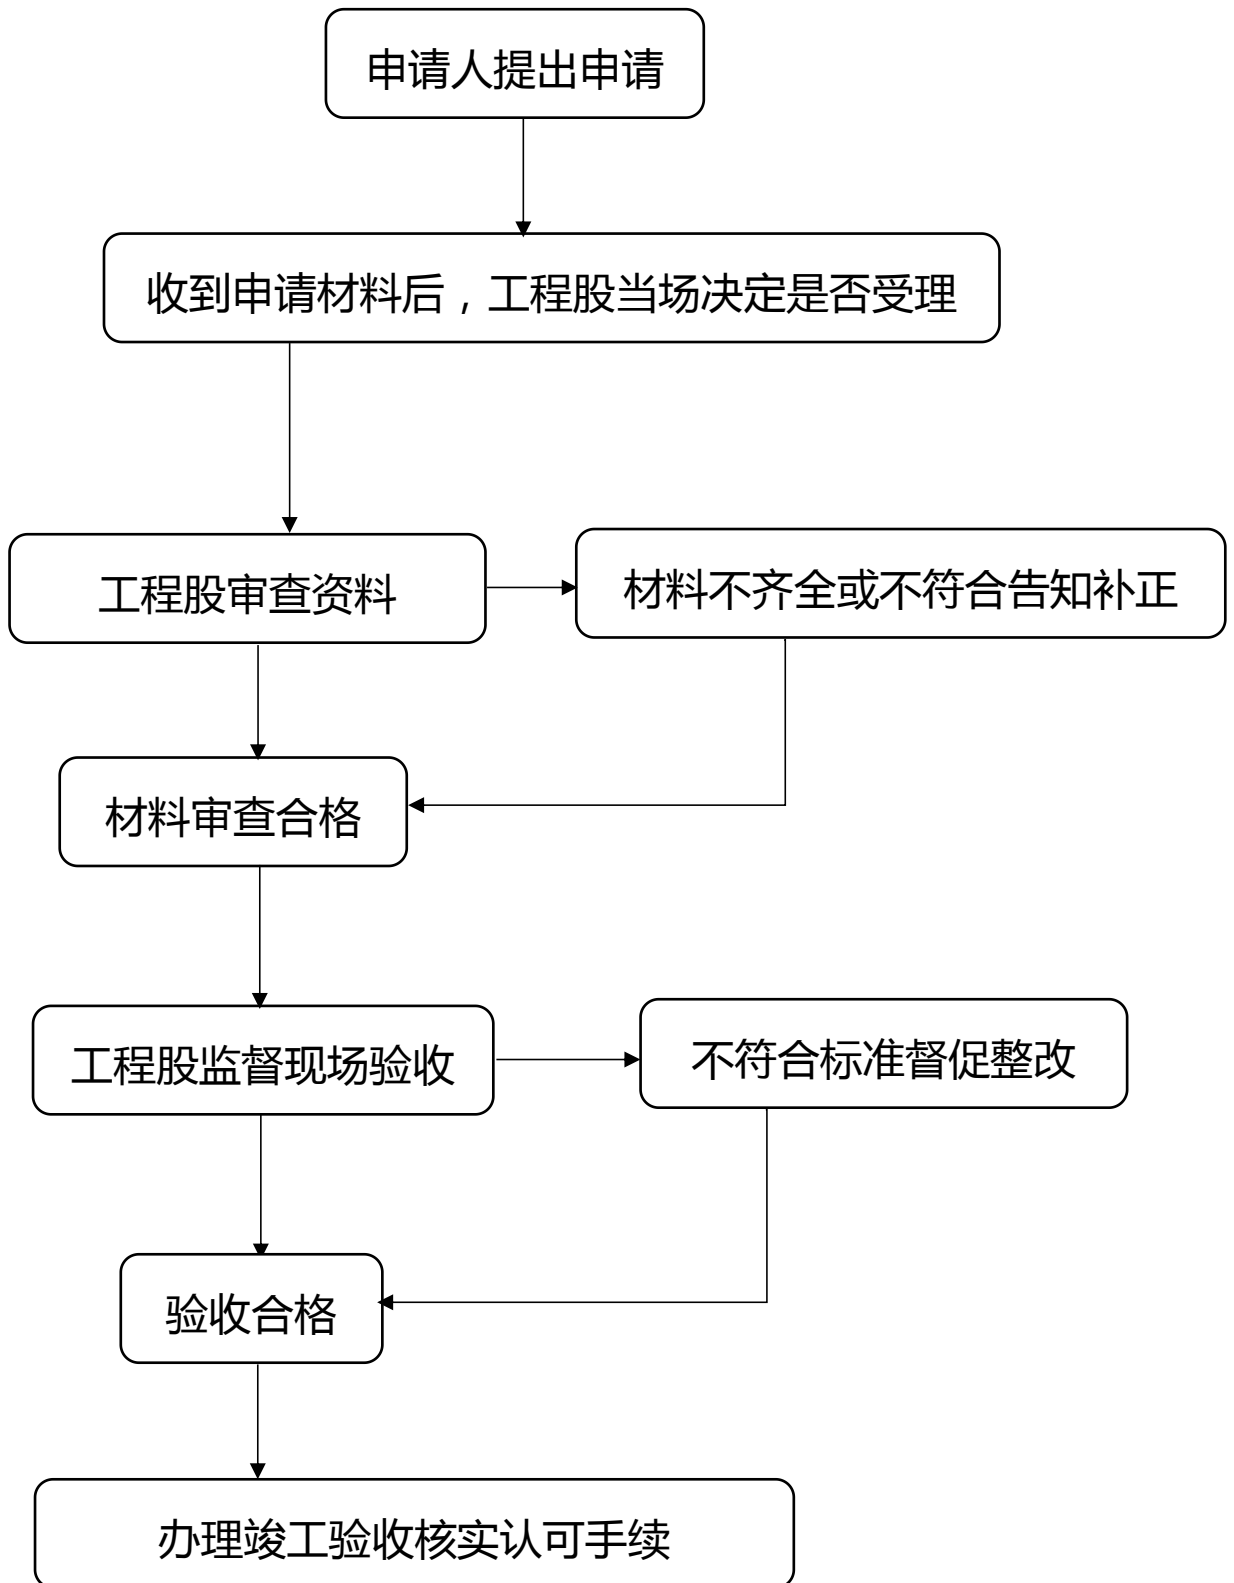 申请人提出申请
收到申请材料后，工程股当场决定是否受理
工程股审查资料
材料不齐全或不符合告知补正
材料审查合格
工程股监督现场验收
不符合标准督促整改
验收合格
办理竣工验收核实认可手续